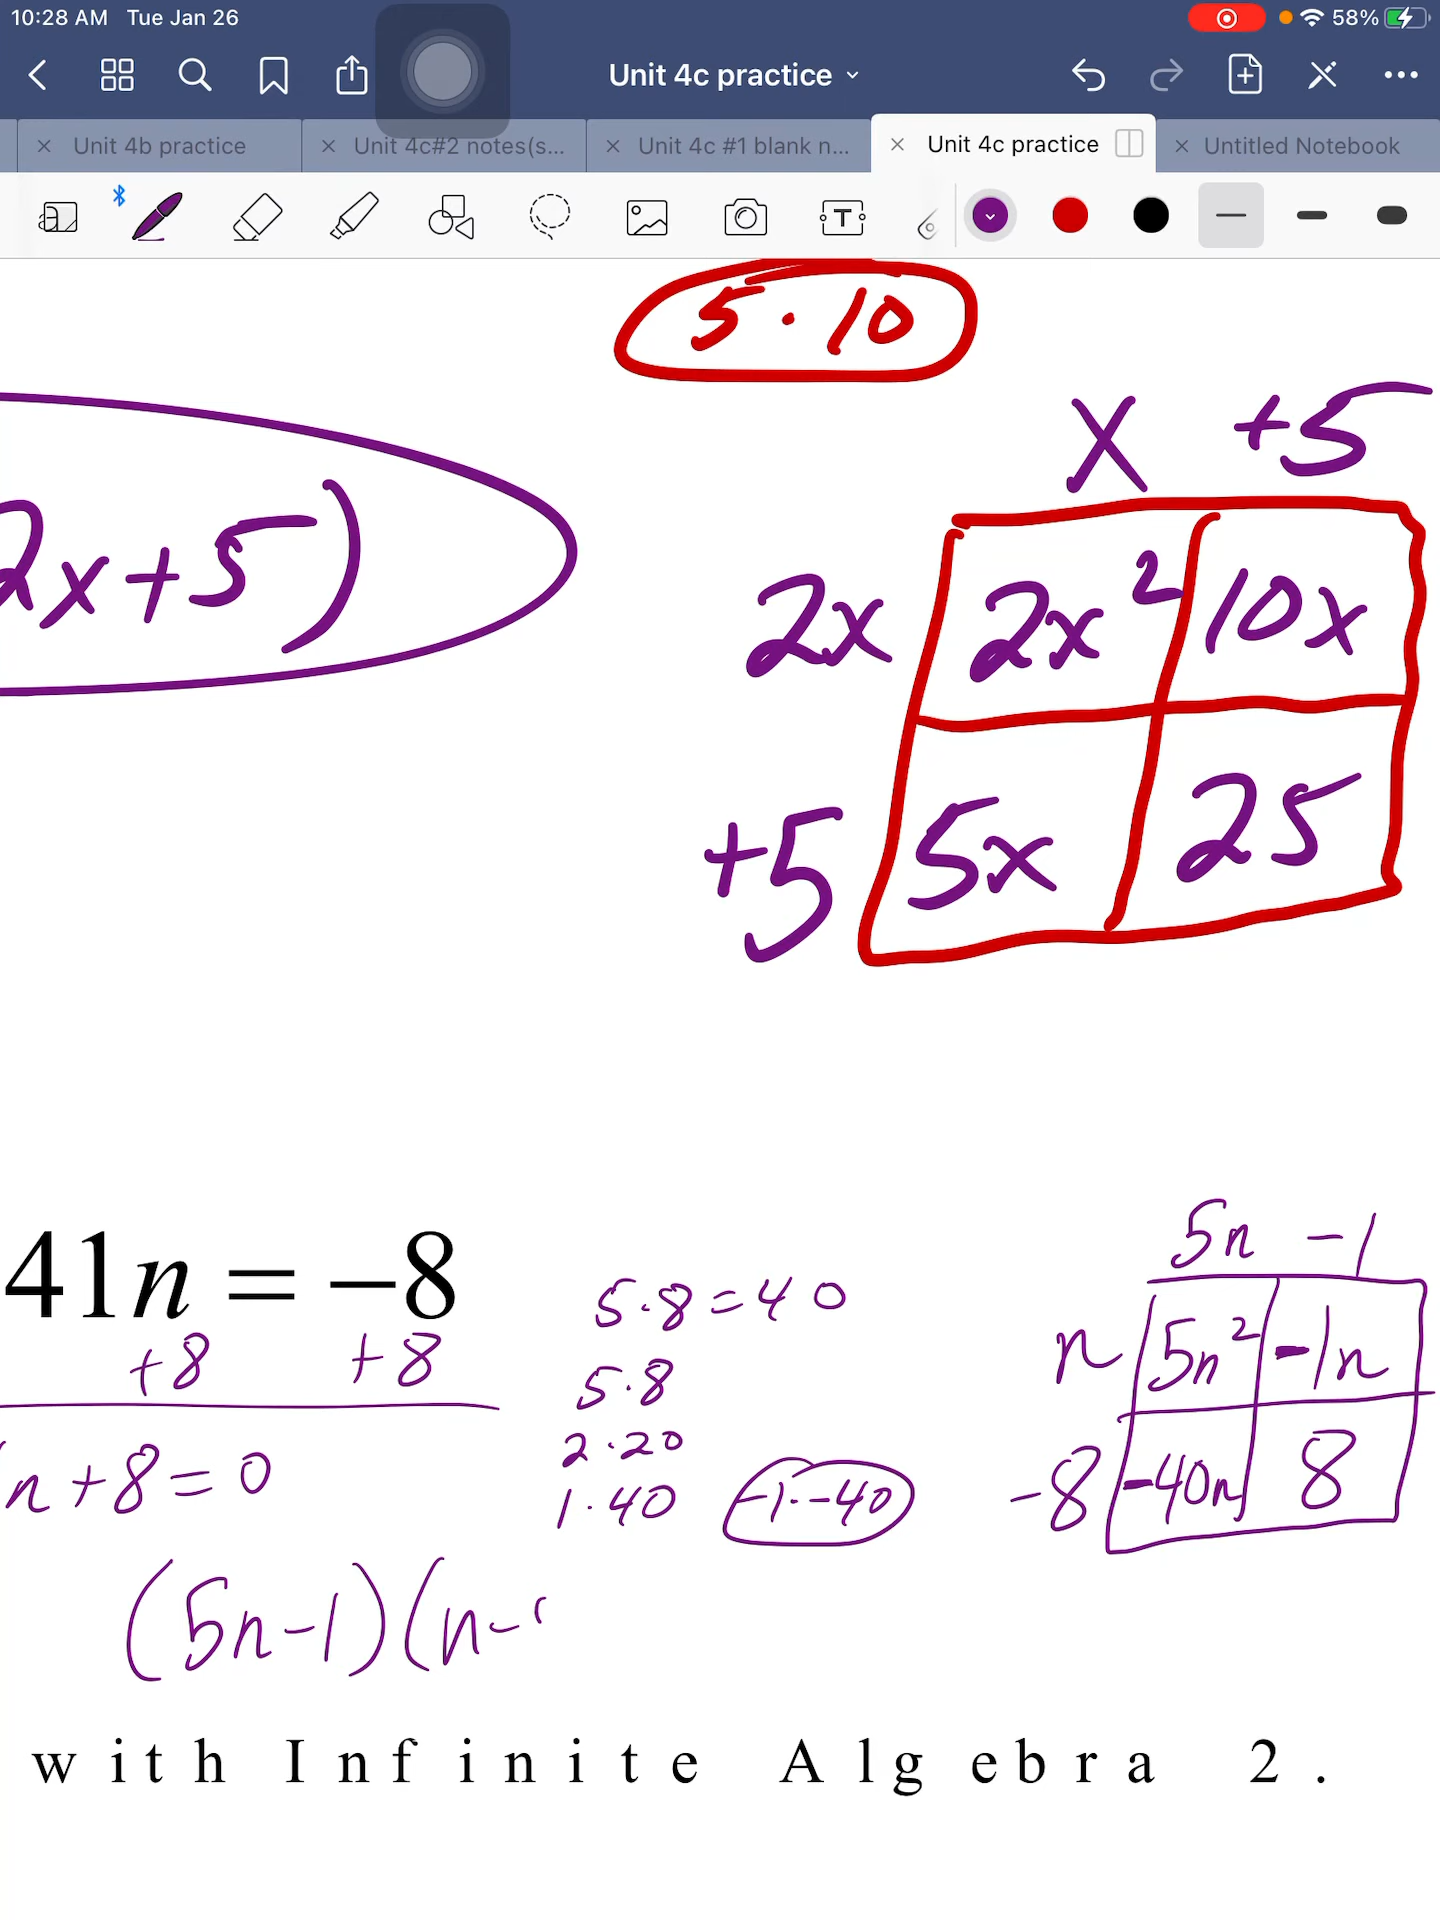 10:28 AM Tue Jan 26
58%
Unit 4c practice
Unit 4b practice
Unit 4c#2 notes(s...
Unit 4c #1 blank n...
Unit 4c practice
Untitled Notebook
a
T
5 · 10
x +5
2x+5)
2x 2x² 10x
+5 5x 25
41n = −8
+8 +8
n+8=0
5·8=40
5·8
2·20
1·40 -1·-40
5n -1
n 5n² -1n
-8 -40n 8
(5n-1)(n-
with Infinite Algebra 2.